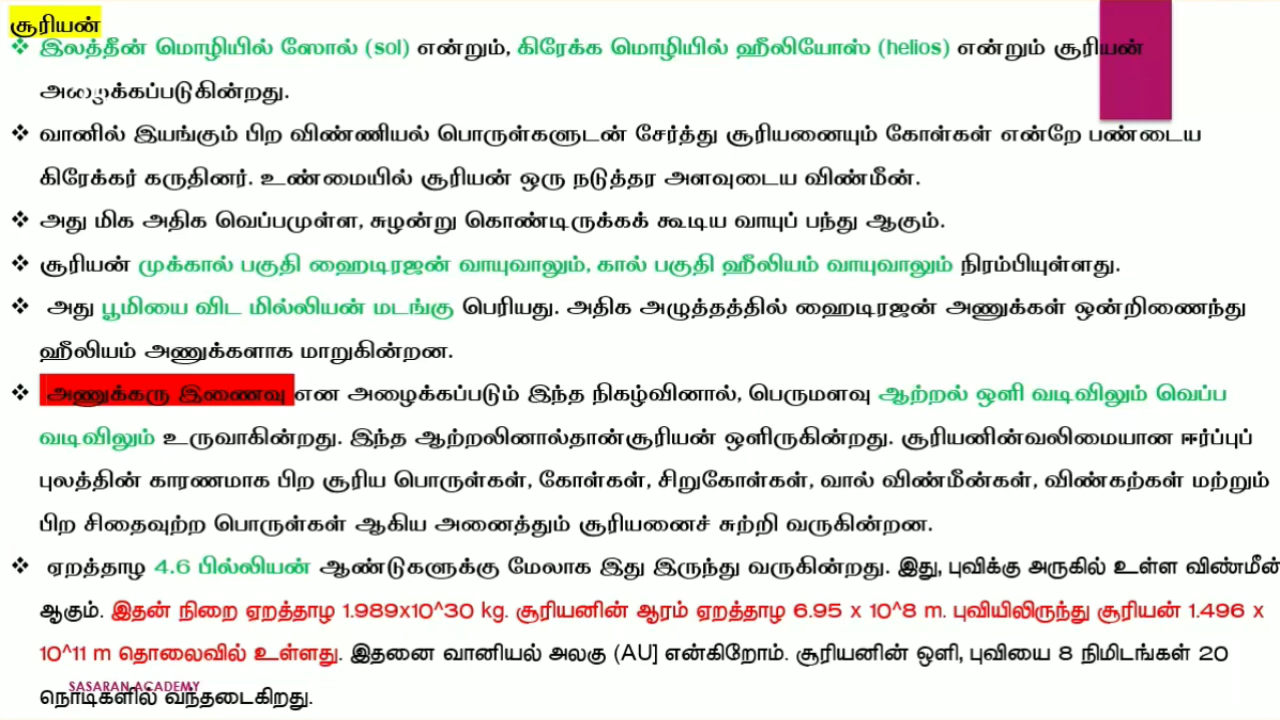 சூரியன்
❖ இலத்தீன் மொழியில் ஸோல் (sol) என்றும், கிரேக்க மொழியில் ஹீலியோஸ் (helios) என்றும் சூரியன்
அழைக்கப்படுகின்றது.
❖ வானில் இயங்கும் பிற விண்ணியல் பொருள்களுடன் சேர்த்து சூரியனையும் கோள்கள் என்றே பண்டைய
கிரேக்கர் கருதினர். உண்மையில் சூரியன் ஒரு நடுத்தர அளவுடைய விண்மீன்.
❖ அது மிக அதிக வெப்பமுள்ள, சுழன்று கொண்டிருக்கக் கூடிய வாயுப் பந்து ஆகும்.
❖ சூரியன் முக்கால் பகுதி ஹைடிரஜன் வாயுவாலும், கால் பகுதி ஹீலியம் வாயுவாலும் நிரம்பியுள்ளது.
❖ அது பூமியை விட மில்லியன் மடங்கு பெரியது. அதிக அழுத்தத்தில் ஹைடிரஜன் அணுக்கள் ஒன்றிணைந்து
ஹீலியம் அணுக்களாக மாறுகின்றன.
❖ அணுக்கரு இணைவு என அழைக்கப்படும் இந்த நிகழ்வினால், பெருமளவு ஆற்றல் ஒளி வடிவிலும் வெப்ப
வடிவிலும் உருவாகின்றது. இந்த ஆற்றலினால்தான்சூரியன் ஒளிருகின்றது. சூரியனின்வலிமையான ஈர்ப்புப்
புலத்தின் காரணமாக பிற சூரிய பொருள்கள், கோள்கள், சிறுகோள்கள், வால் விண்மீன்கள், விண்கற்கள் மற்றும்
பிற சிதைவுற்ற பொருள்கள் ஆகிய அனைத்தும் சூரியனைச் சுற்றி வருகின்றன.
❖ ஏறத்தாழ 4.6 பில்லியன் ஆண்டுகளுக்கு மேலாக இது இருந்து வருகின்றது. இது, புவிக்கு அருகில் உள்ள விண்மீன்
ஆகும். இதன் நிறை ஏறத்தாழ 1.989x10^30 kg. சூரியனின் ஆரம் ஏறத்தாழ 6.95 x 10^8 m. புவியிலிருந்து சூரியன் 1.496 x
10^11 m தொலைவில் உள்ளது. இதனை வானியல் அலகு (AU] என்கிறோம். சூரியனின் ஒளி, புவியை 8 நிமிடங்கள் 20
நொடிகளில் வந்தடைகிறது.
SASARAN ACADEMY